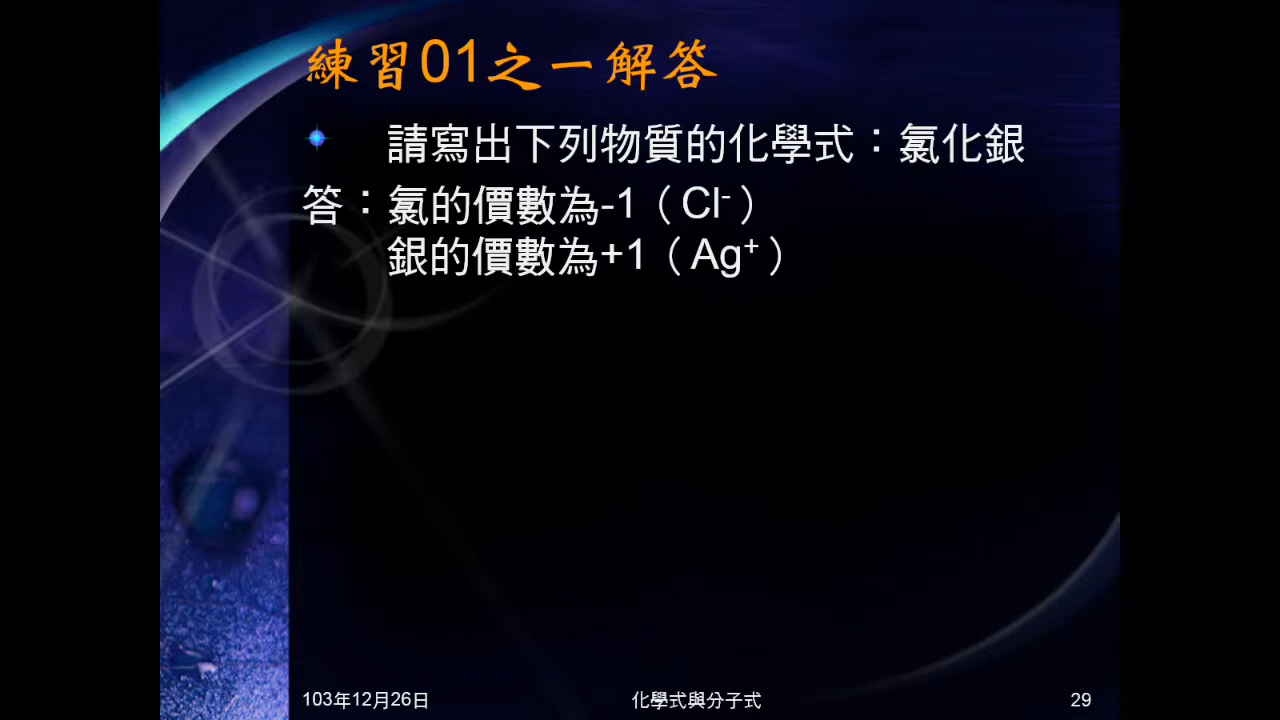 練習01之一解答
請寫出下列物質的化學式：氯化銀
答：氯的價數為-1（Cl⁻）
銀的價數為+1（Ag⁺）
103年12月26日
化學式與分子式
29